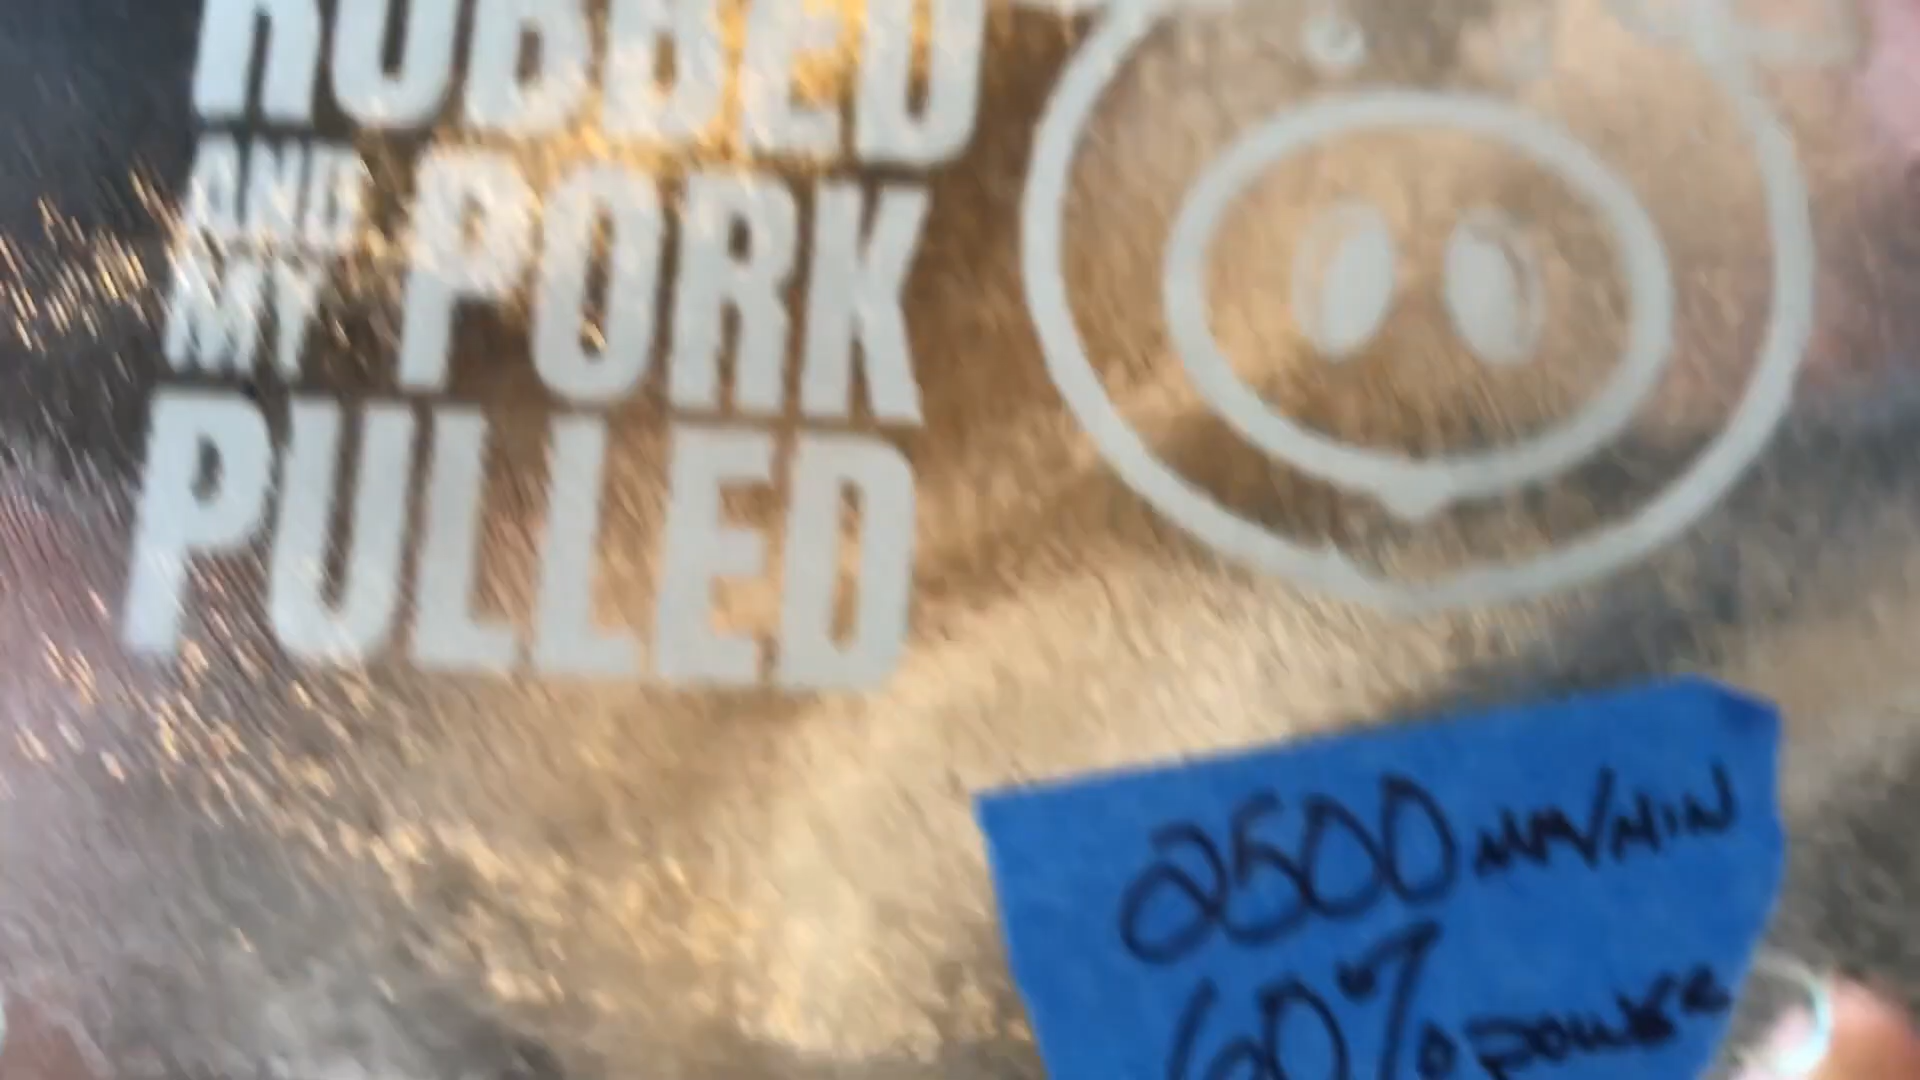 RUBBED
AND
MY PORK
PULLED
2500 MM/MIN
60% POWER